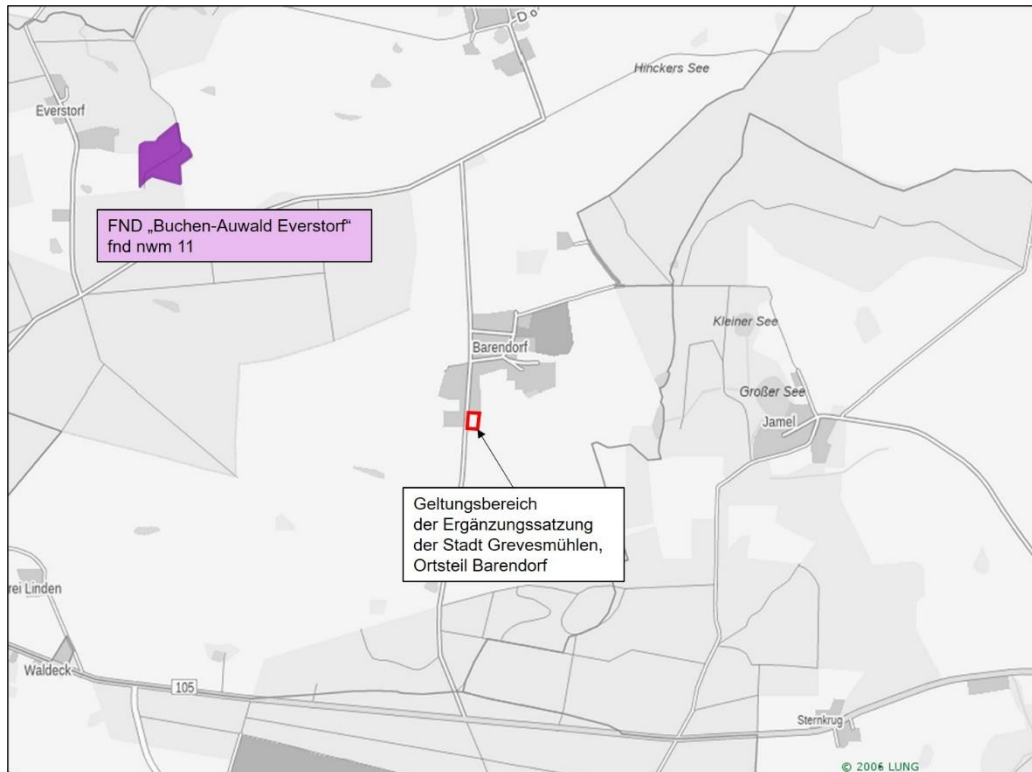 Do
Hinckers See
Everstorf
FND „Buchen-Auwald Everstorf“
fnd nwm 11
Kleiner See
Barendorf
Großer See
Jamel
Geltungsbereich
der Ergänzungssatzung
der Stadt Grevesmühlen,
Ortsteil Barendorf
rei Linden
Waldeck
105
Sternkrug
© 2006 LUNG